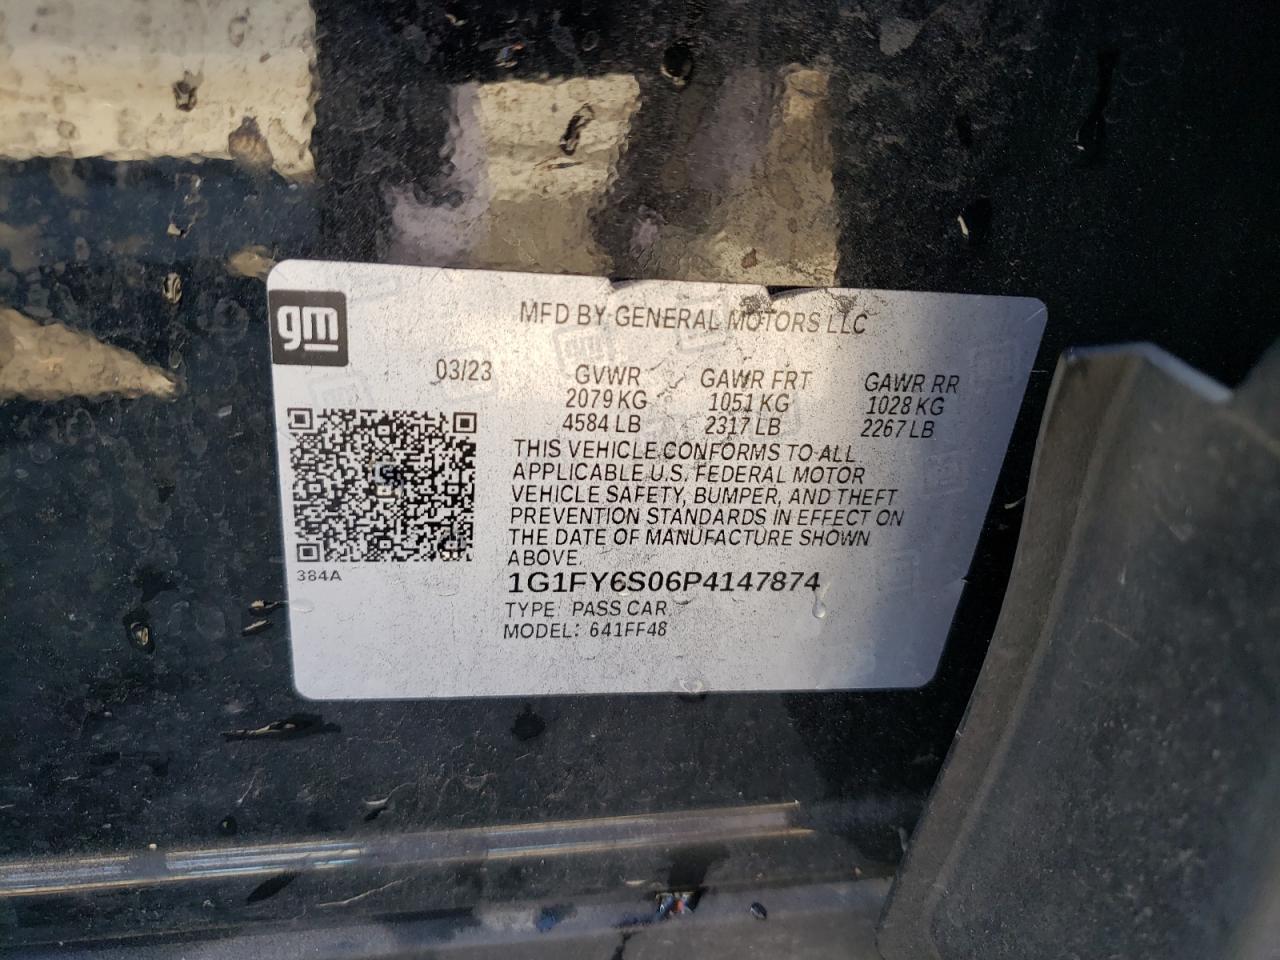 gm
MFD BY GENERAL MOTORS LLC
03/23 GVWR GAWR FRT GAWR RR
2079 KG 1051 KG 1028 KG
4584 LB 2317 LB 2267 LB
THIS VEHICLE CONFORMS TO ALL
APPLICABLE U.S. FEDERAL MOTOR
VEHICLE SAFETY, BUMPER, AND THEFT
PREVENTION STANDARDS IN EFFECT ON
THE DATE OF MANUFACTURE SHOWN
ABOVE.
384A
1G1FY6S06P4147874
TYPE: PASS CAR
MODEL: 641FF48